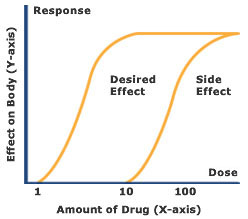 Response
Effect on Body (Y-axis)
Desired
Effect
Side
Effect
Dose
1
10
100
Amount of Drug (X-axis)